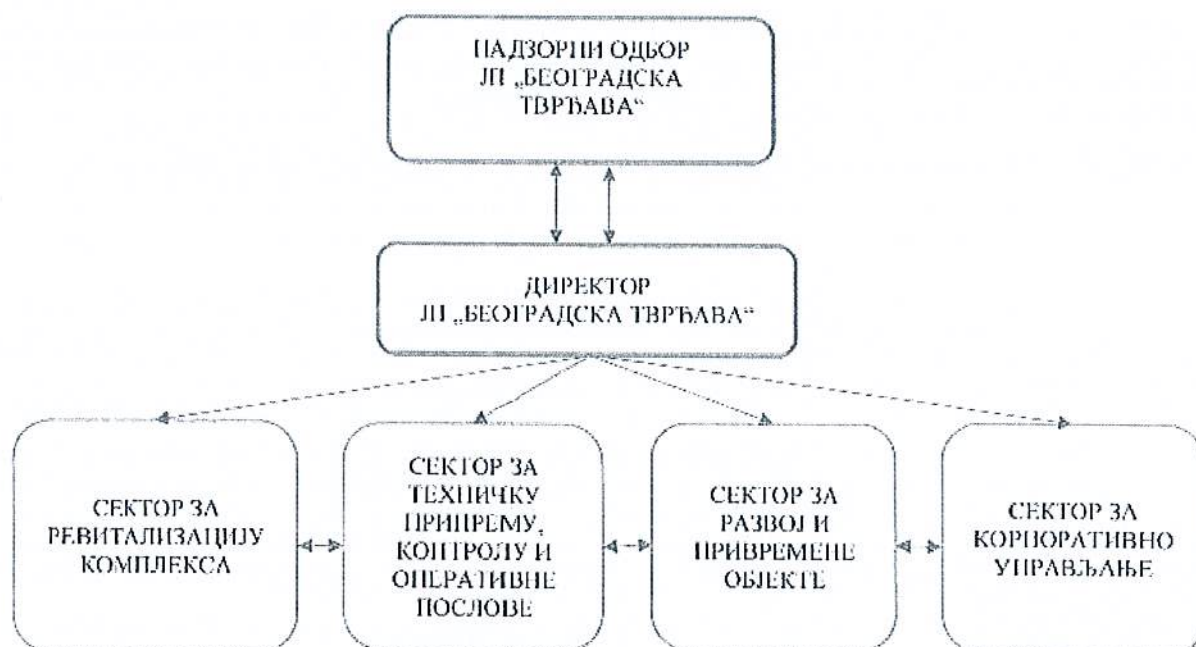 НАДЗОРНИ ОДБОР
ЈП „БЕОГРАДСКА
ТВРЂАВА“
ДИРЕКТОР
ЈП „БЕОГРАДСКА ТВРЂАВА“
СЕКТОР ЗА
РЕВИТАЛИЗАЦИЈУ
КОМПЛЕКСА
СЕКТОР ЗА
ТЕХНИЧКУ
ПРИПРЕМУ,
КОНТРОЛУ И
ОПЕРАТИВНЕ
ПОСЛОВЕ
СЕКТОР ЗА
РАЗВОЈ И
ПРИВРЕМЕНЕ
ОБЈЕКТЕ
СЕКТОР ЗА
КОРПОРАТИВНО
УПРАВЉАЊЕ